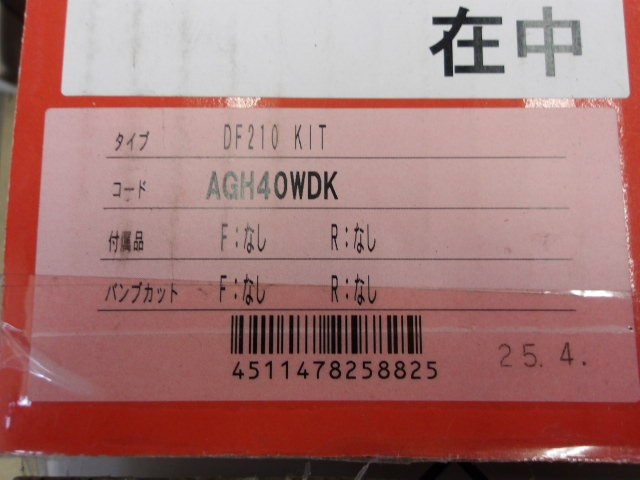 在中
タイプ DF210 KIT
コード AGH40WDK
付属品 F:なし R:なし
バンプカット F:なし R:なし
4511478258825
25.4.